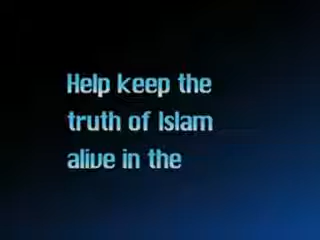 Help keep the
truth of Islam
alive in the